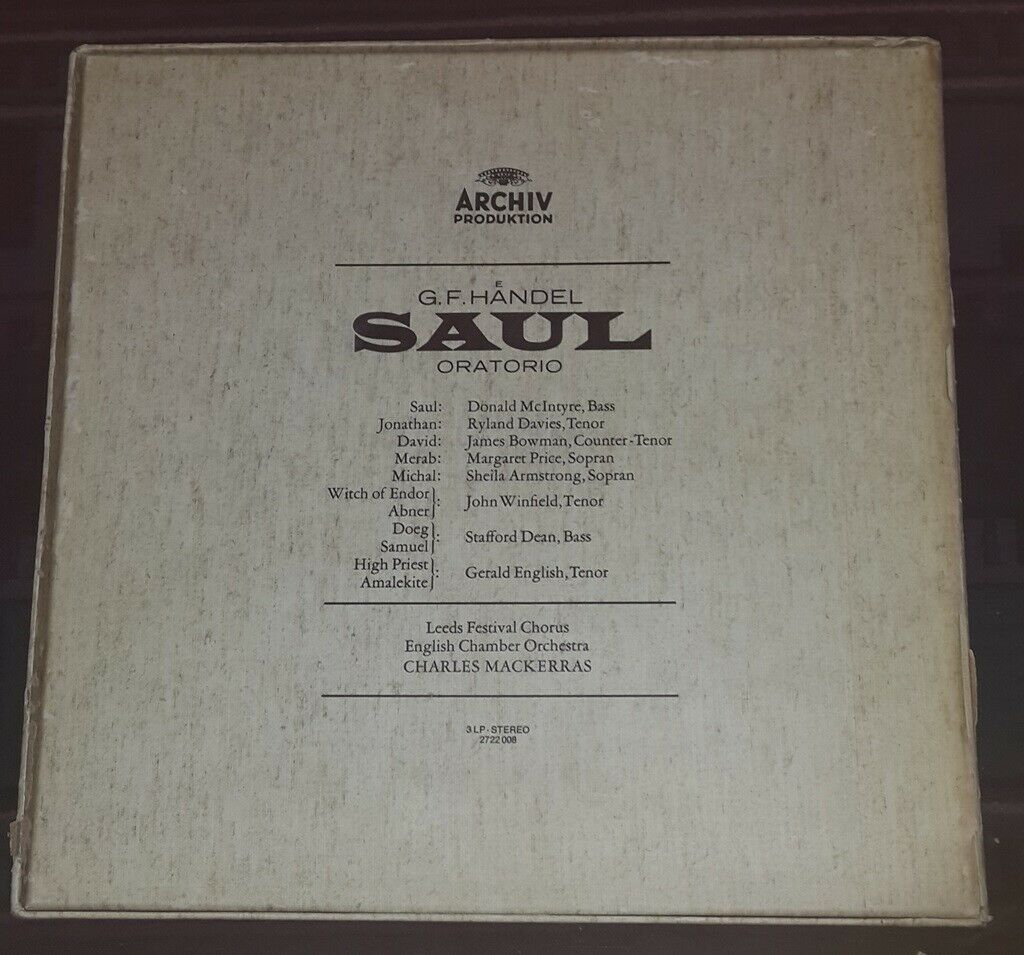 ARCHIV
PRODUKTION
G.F.HÄNDEL
SAUL
ORATORIO
Saul: Donald McIntyre, Bass
Jonathan: Ryland Davies, Tenor
David: James Bowman, Counter-Tenor
Merab: Margaret Price, Sopran
Michal: Sheila Armstrong, Sopran
Witch of Endor
Abner}: John Winfield, Tenor
Doeg
Samuel}: Stafford Dean, Bass
High Priest
Amalekite}: Gerald English, Tenor
Leeds Festival Chorus
English Chamber Orchestra
CHARLES MACKERRAS
3 LP · STEREO
2722 008